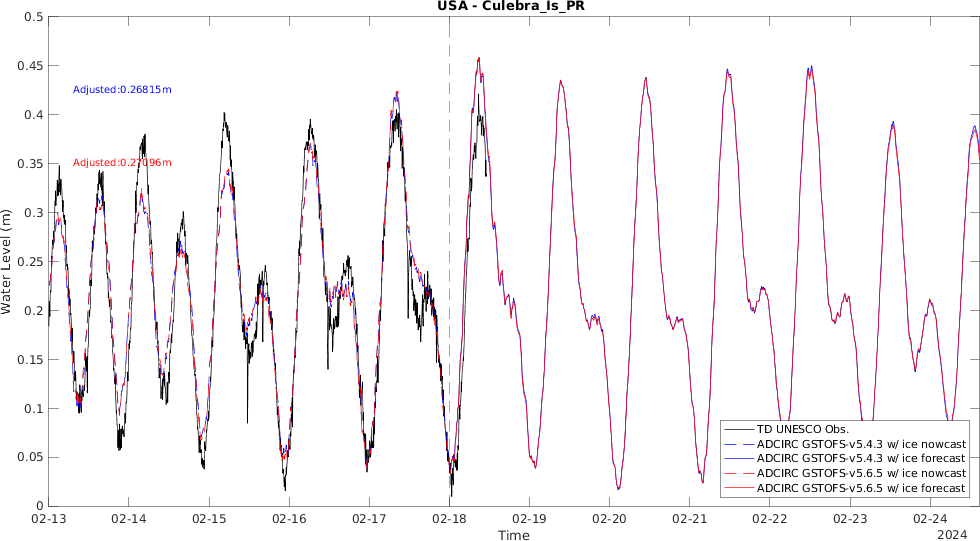 USA - Culebra_Is_PR
0.5
0.45
0.4
0.35
0.3
0.25
0.2
0.15
0.1
0.05
0
Water Level (m)
Adjusted:0.26815m
Adjusted:0.27096m
TD UNESCO Obs.
ADCIRC GSTOFS-v5.4.3 w/ ice nowcast
ADCIRC GSTOFS-v5.4.3 w/ ice forecast
ADCIRC GSTOFS-v5.6.5 w/ ice nowcast
ADCIRC GSTOFS-v5.6.5 w/ ice forecast
02-13 02-14 02-15 02-16 02-17 02-18 02-19 02-20 02-21 02-22 02-23 02-24
Time
2024